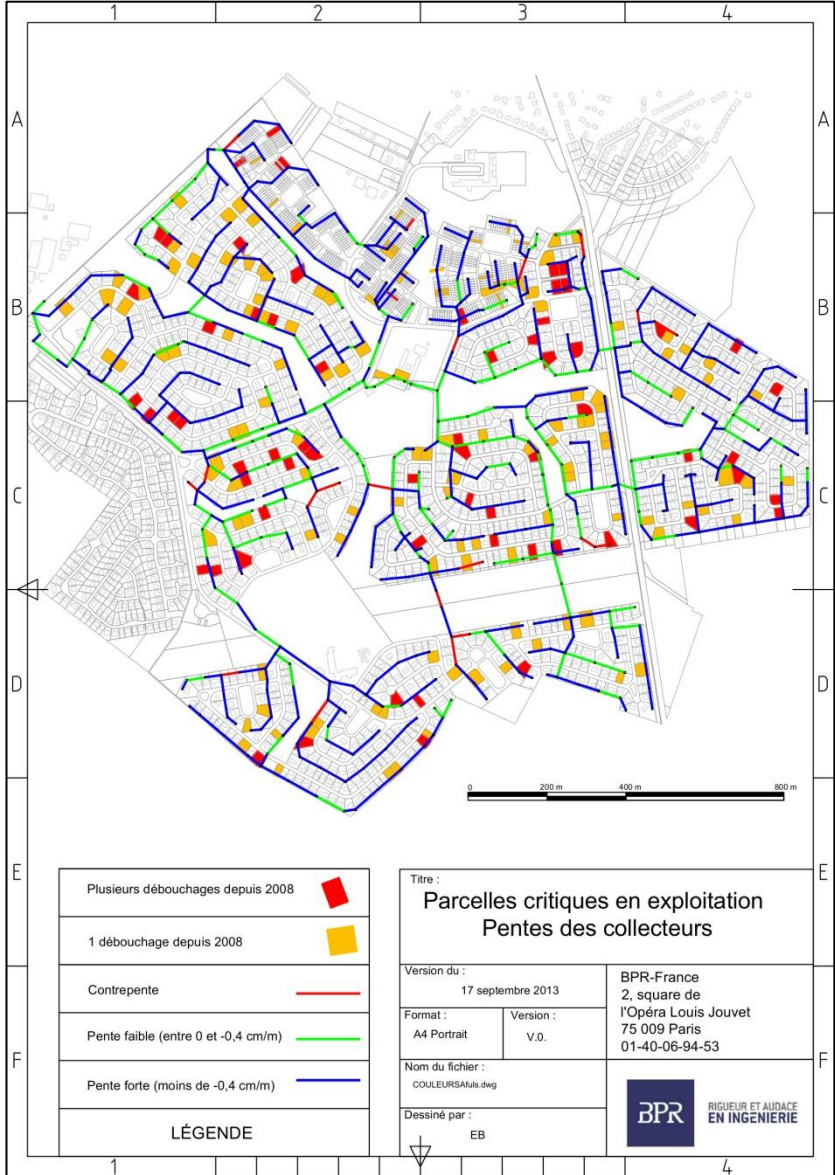 1 2 3 4
A A
B B
C C
D D
E E
F F
0 200 m 400 m 800 m
Plusieurs débouchages depuis 2008
1 débouchage depuis 2008
Contrepente
Pente faible (entre 0 et -0,4 cm/m)
Pente forte (moins de -0,4 cm/m)
LÉGENDE
Titre :
Parcelles critiques en exploitation
Pentes des collecteurs
Version du :
17 septembre 2013
Format :
A4 Portrait
Version :
V.0.
Nom du fichier :
COULEURSAfuls.dwg
Dessiné par :
EB
BPR-France
2, square de
l'Opéra Louis Jouvet
75 009 Paris
01-40-06-94-53
BPR
RIGUEUR ET AUDACE
EN INGENIERIE
1 4